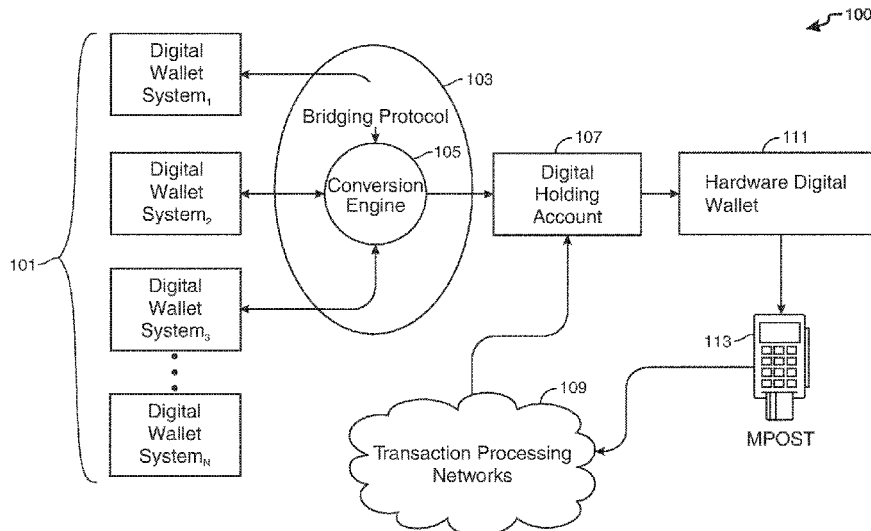 100
Digital
Wallet
System1
103
Bridging Protocol
105
Conversion
Engine
107
Digital
Holding
Account
111
Hardware Digital
Wallet
Digital
Wallet
System2
101
Digital
Wallet
System3
113
MPOST
109
Transaction Processing
Networks
Digital
Wallet
SystemN